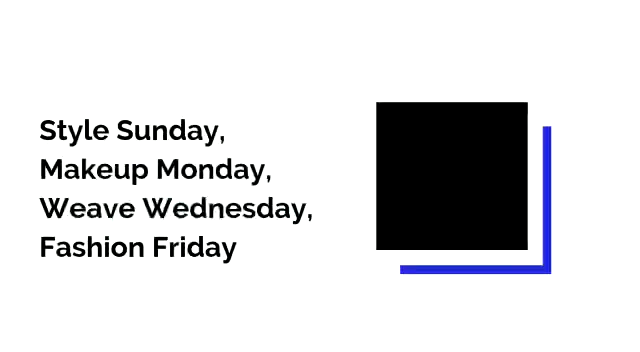 Style Sunday,
Makeup Monday,
Weave Wednesday,
Fashion Friday